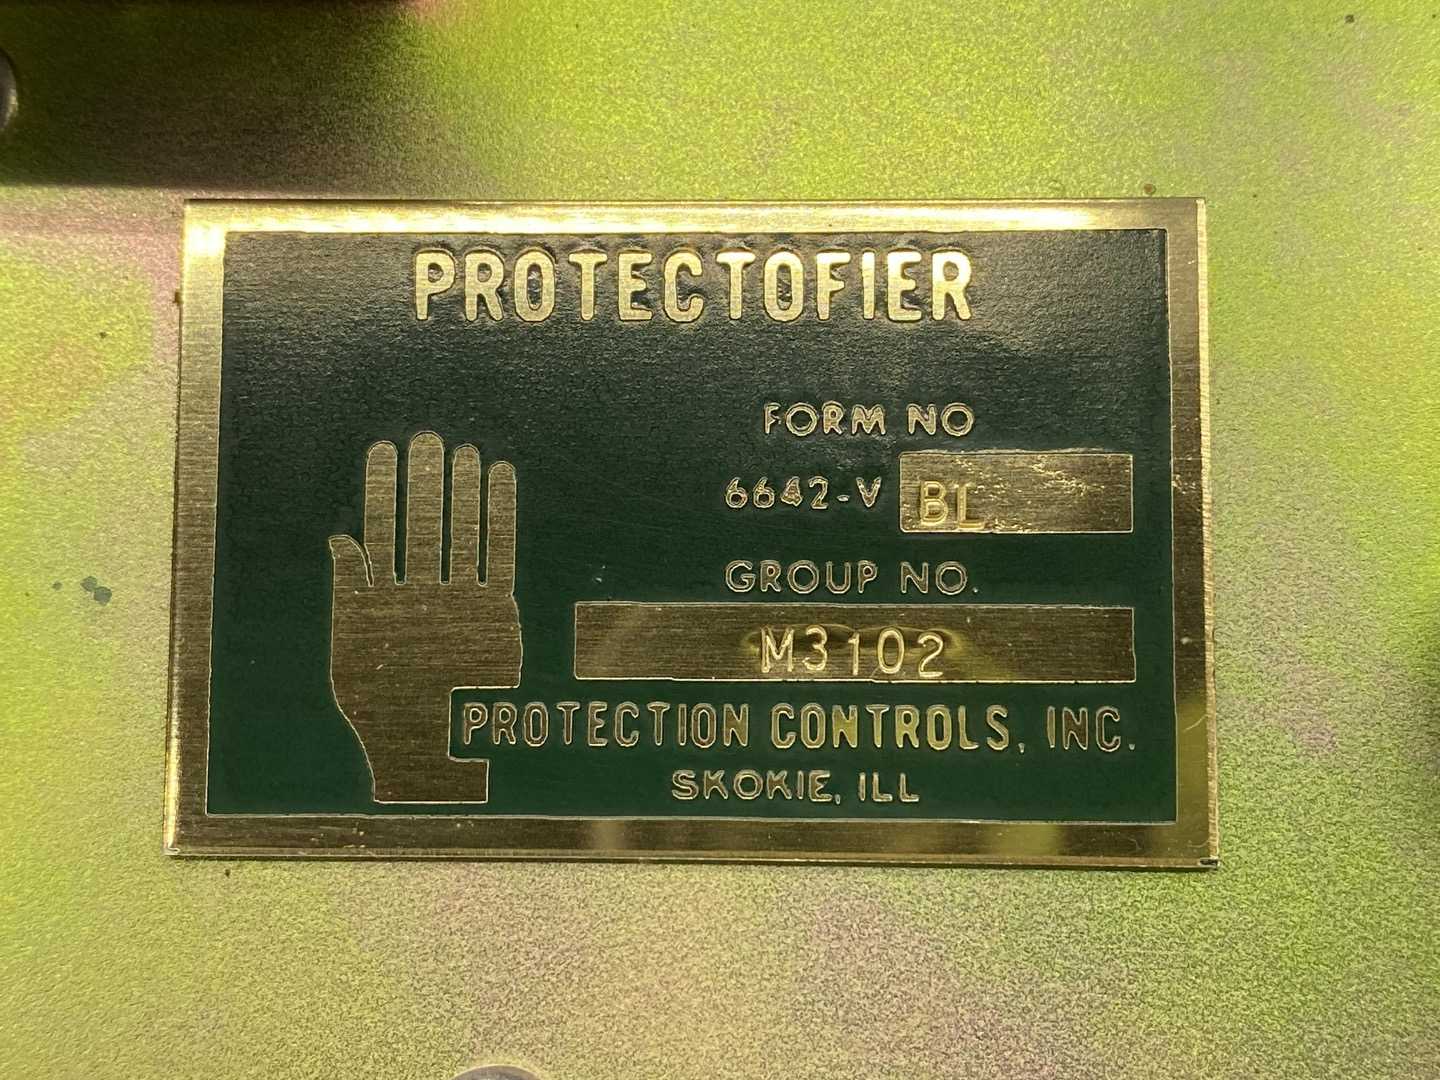 PROTECTOFIER
FORM NO
6642-V BL
GROUP NO.
M3102
PROTECTION CONTROLS, INC.
SKOKIE, ILL